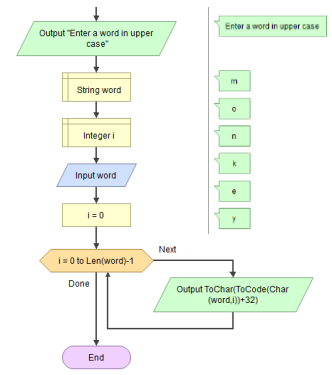 Output "Enter a word in upper
case"
String word
Integer i
Input word
i = 0
i = 0 to Len(word)-1
Next
Done
Output ToChar(ToCode(Char
(word,i))+32)
End
Enter a word in upper case
m
o
n
k
e
y